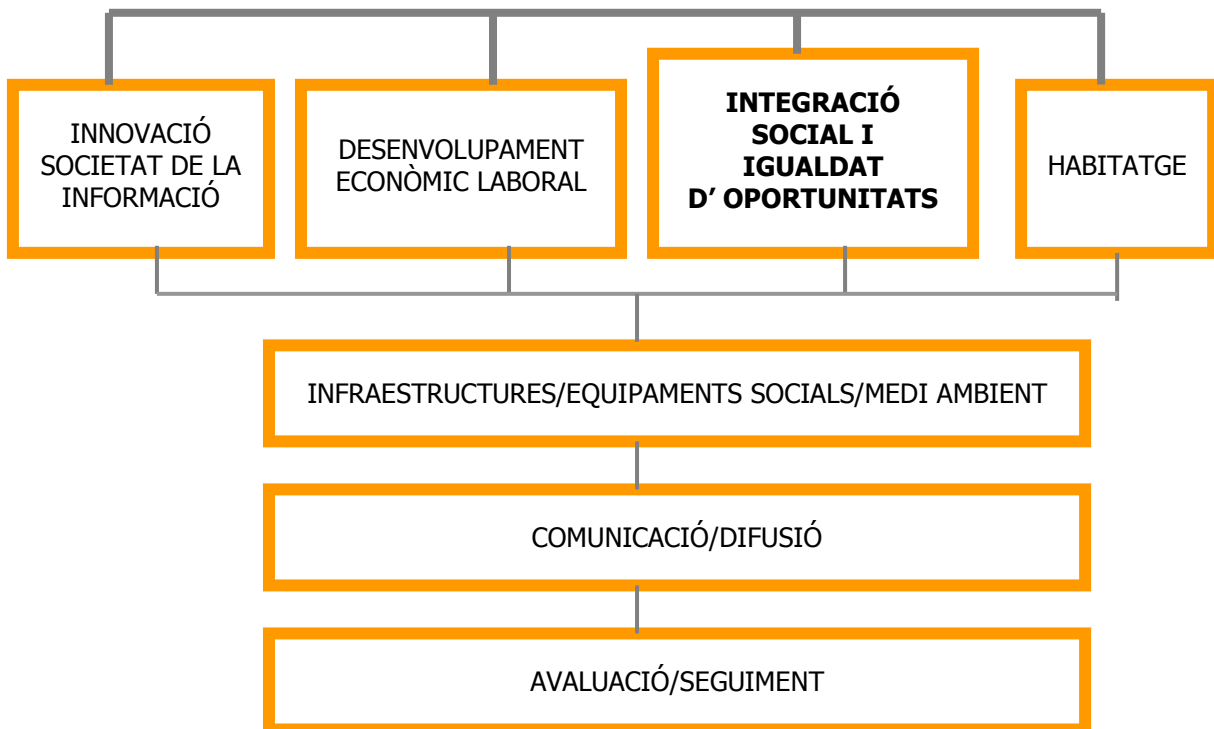 INNOVACIÓ
SOCIETAT DE LA
INFORMACIÓ
DESENVOLUPAMENT
ECONÒMIC LABORAL
INTEGRACIÓ
SOCIAL I
IGUALDAT
D’ OPORTUNITATS
HABITATGE
INFRAESTRUCTURES/EQUIPAMENTS SOCIALS/MEDI AMBIENT
COMUNICACIÓ/DIFUSIÓ
AVALUACIÓ/SEGUIMENT